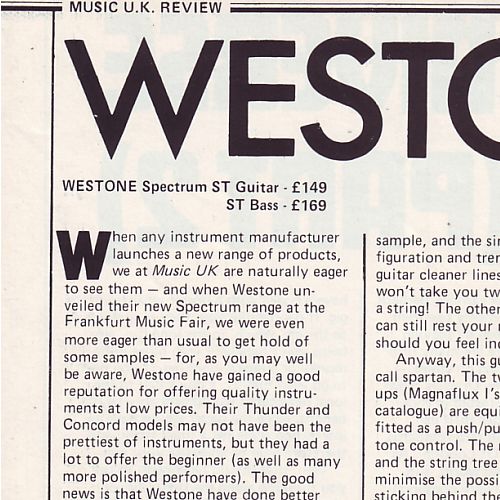 MUSIC U.K. REVIEW
WESTO
WESTONE Spectrum ST Guitar - £149
ST Bass - £169
When any instrument manufacturer
launches a new range of products,
we at Music UK are naturally eager
to see them — and when Westone un-
veiled their new Spectrum range at the
Frankfurt Music Fair, we were even
more eager than usual to get hold of
some samples — for, as you may well
be aware, Westone have gained a good
reputation for offering quality instru-
ments at low prices. Their Thunder and
Concord models may not have been the
prettiest of instruments, but they had a
lot to offer the beginner (as well as many
more polished performers). The good
news is that Westone have done better
sample, and the si
figuration and tre
guitar cleaner lines
won't take you tw
a string! The other
can still rest your
should you feel in
Anyway, this gu
call spartan. The tw
ups (Magnaflux I's
catalogue) are equi
fitted as a push/pu
tone control. The
and the string tree
minimise the possi
sticking behind th